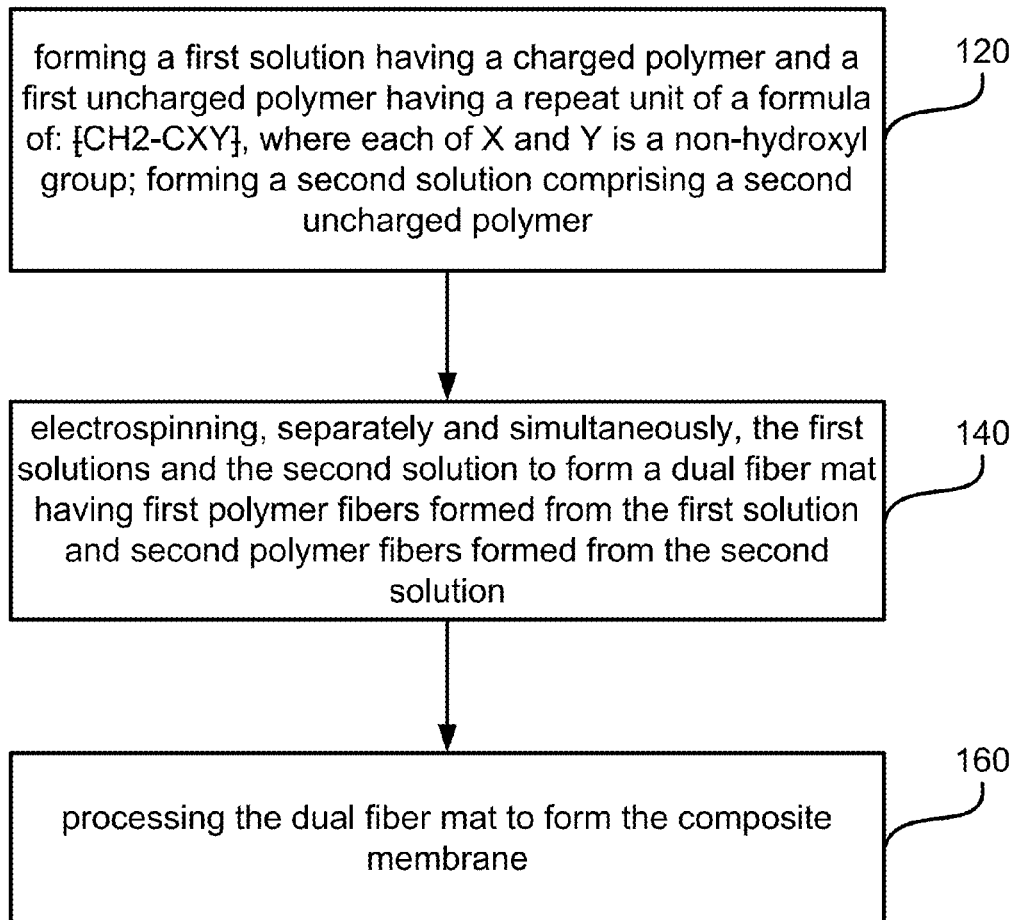 forming a first solution having a charged polymer and a
first uncharged polymer having a repeat unit of a formula
of: [CH2-CXY], where each of X and Y is a non-hydroxyl
group; forming a second solution comprising a second
uncharged polymer
120
electrospinning, separately and simultaneously, the first
solutions and the second solution to form a dual fiber mat
having first polymer fibers formed from the first solution
and second polymer fibers formed from the second
solution
140
processing the dual fiber mat to form the composite
membrane
160